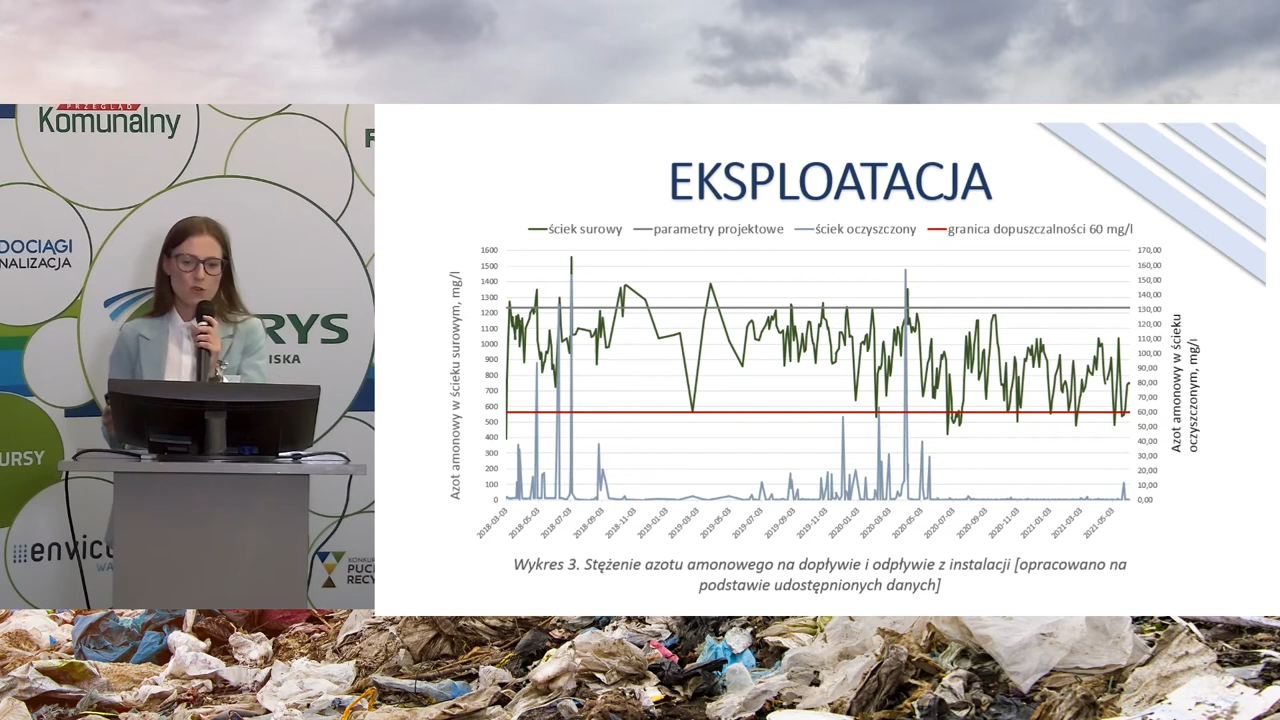 PRZEGLĄD
Komunalny
DOCIĄGI
NALIZACJA
RYS
ISKA
URSY
envic
WA
KONKUR
PUC
RECY
EKSPLOATACJA
ściek surowy
parametry projektowe
ściek oczyszczony
granica dopuszczalności 60 mg/l
Azot amonowy w ścieku surowym, mg/l
1600
1500
1400
1300
1200
1100
1000
900
800
700
600
500
400
300
200
100
0
170,00
160,00
150,00
140,00
130,00
120,00
110,00
100,00
90,00
80,00
70,00
60,00
50,00
40,00
30,00
20,00
10,00
0,00
Azot amonowy w ścieku
oczyszczonym, mg/l
2018-03-03
2018-05-03
2018-07-03
2018-09-03
2018-11-03
2019-01-03
2019-03-03
2019-05-03
2019-07-03
2019-09-03
2019-11-03
2020-01-03
2020-03-03
2020-05-03
2020-07-03
2020-09-03
2020-11-03
2021-01-03
2021-03-03
2021-05-03
Wykres 3. Stężenie azotu amonowego na dopływie i odpływie z instalacji [opracowano na
podstawie udostępnionych danych]